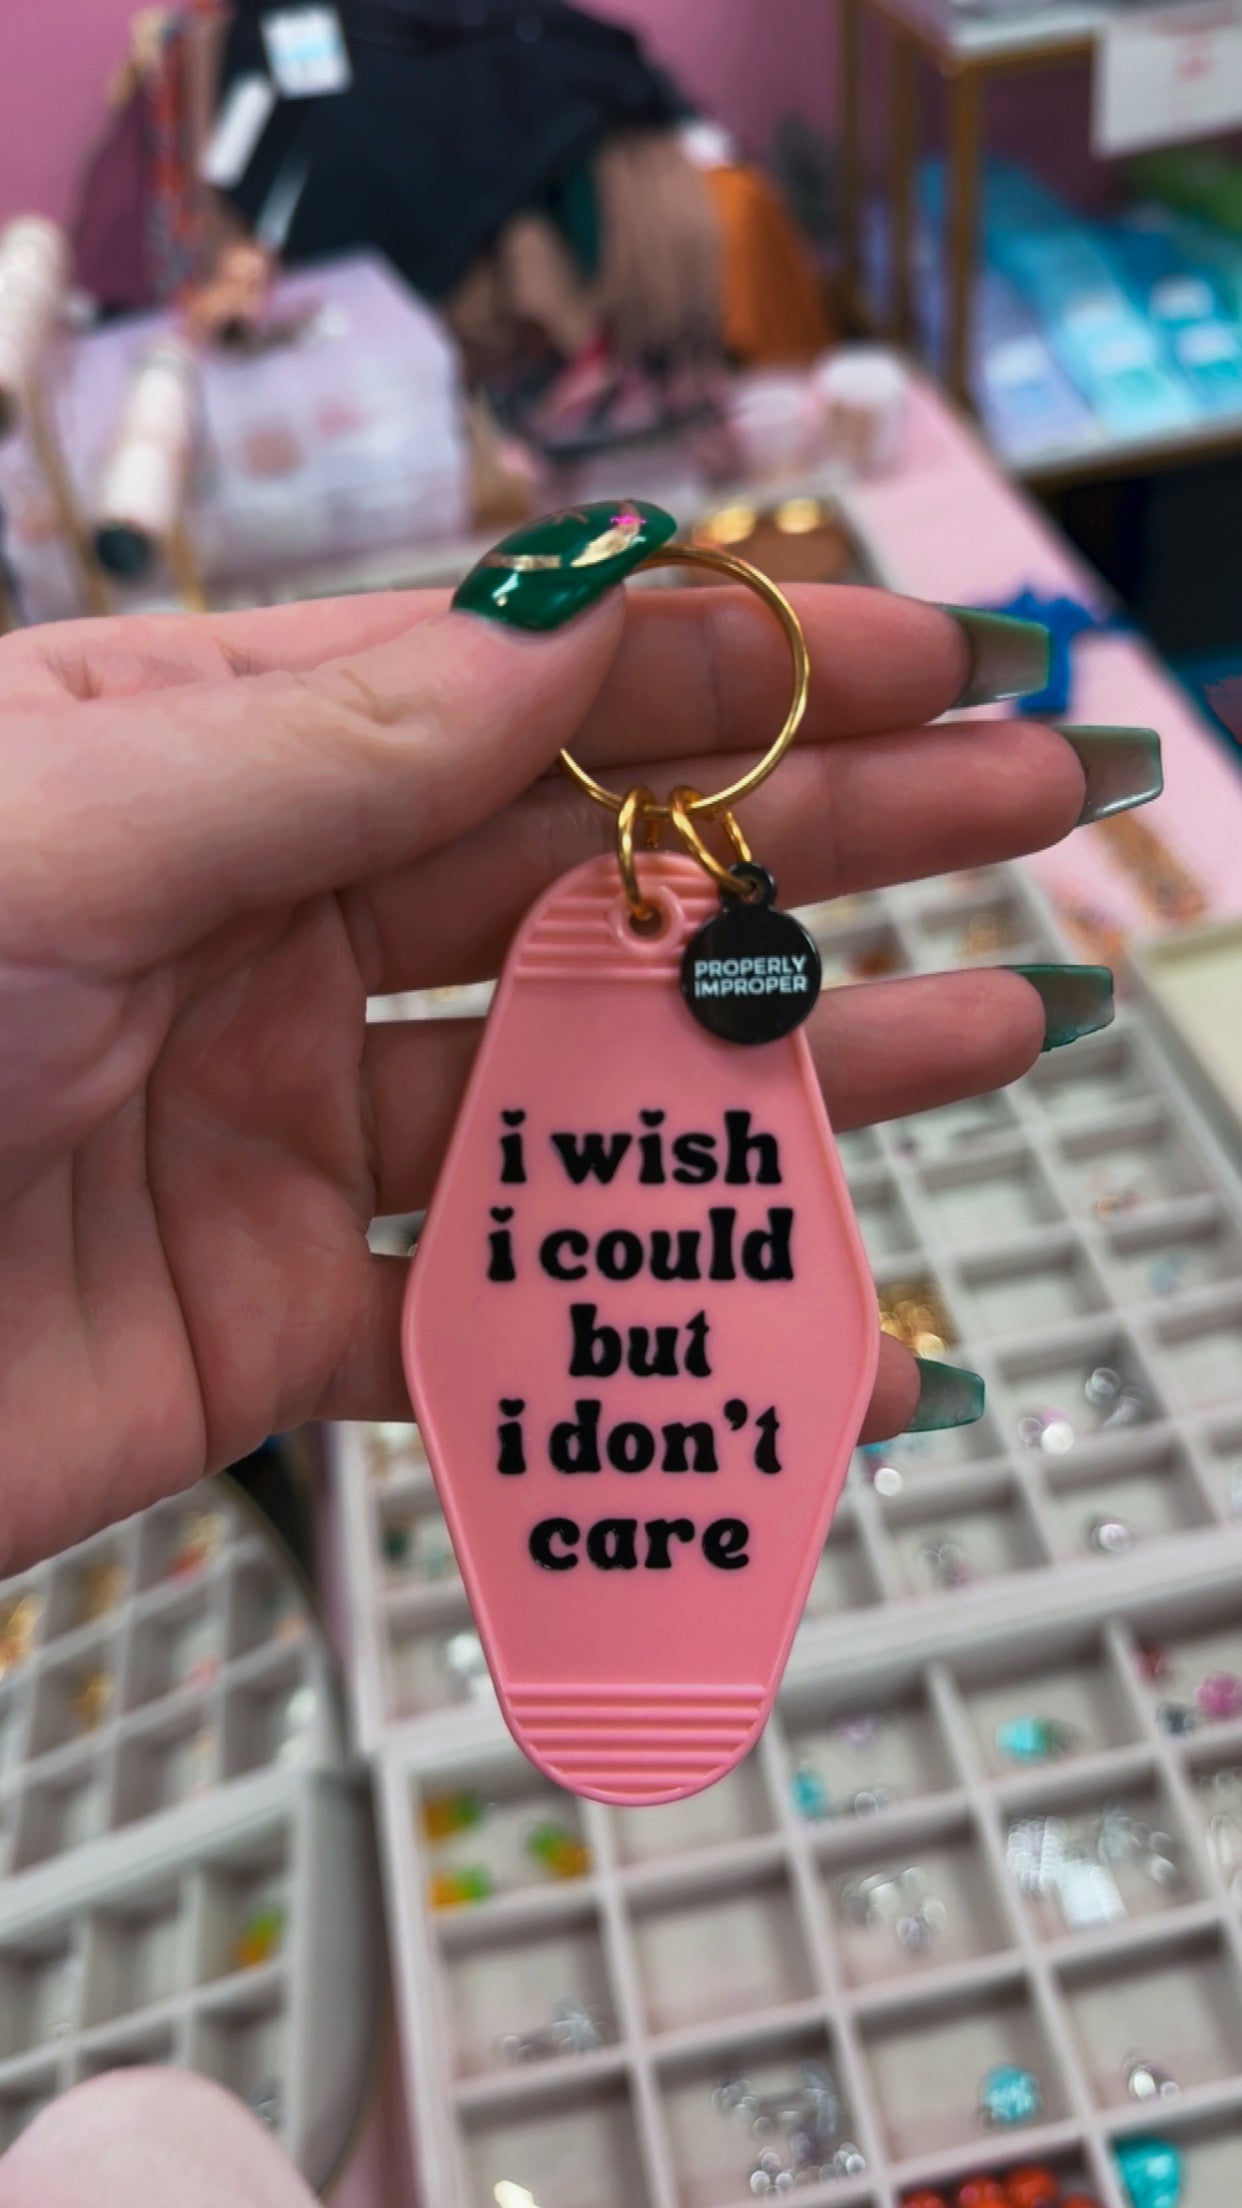 PROPERLY
IMPROPER
i wish
i could
but
i don't
care